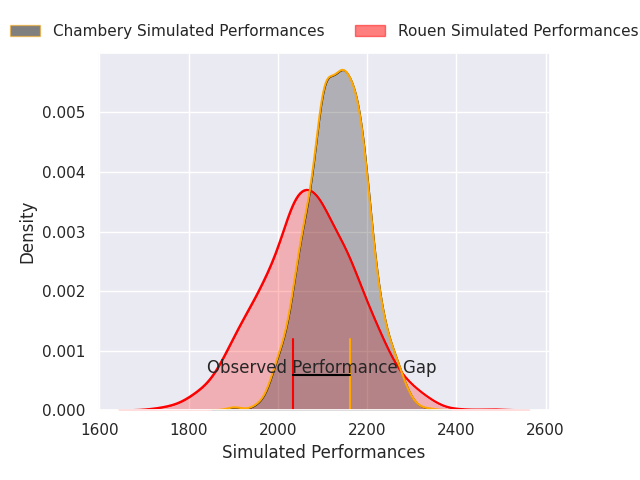 Chambery Simulated Performances Rouen Simulated Performances
0.005
0.004
0.003
0.002
0.001
0.000
Density
Observed Performance Gap
1600 1800 2000 2200 2400 2600
Simulated Performances